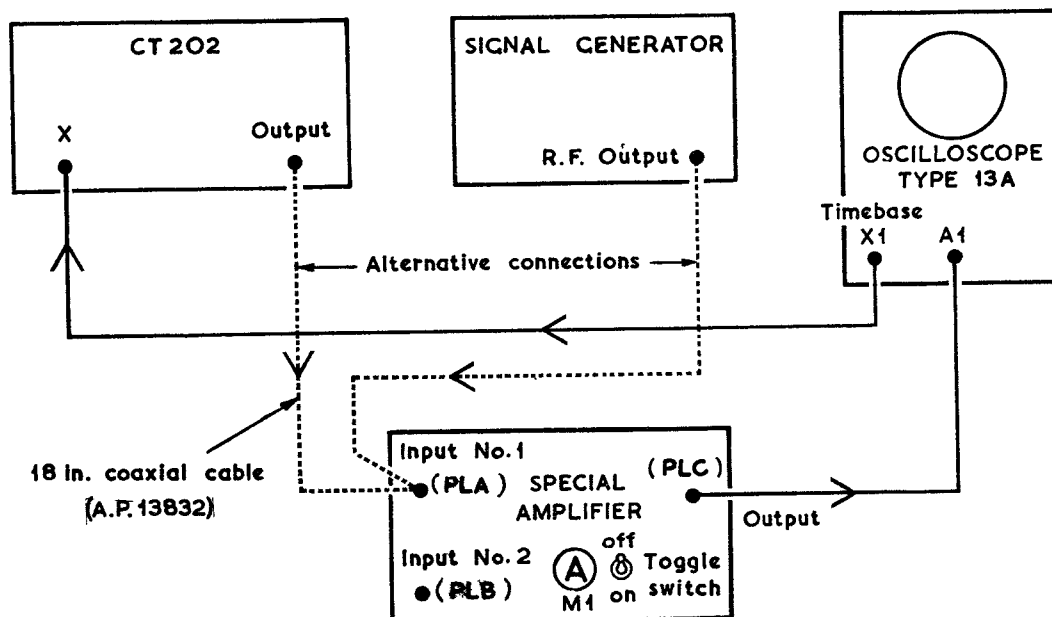 CT 202
X
Output
SIGNAL GENERATOR
R.F. Output
OSCILLOSCOPE
TYPE 13A
Timebase
X1
A1
Alternative connections
18 in. coaxial cable
(A.P. 13832)
Input No.1
(PLA)
SPECIAL
AMPLIFIER
(PLC)
Output
Input No. 2
(PLB)
A
M1
off
on
Toggle
switch